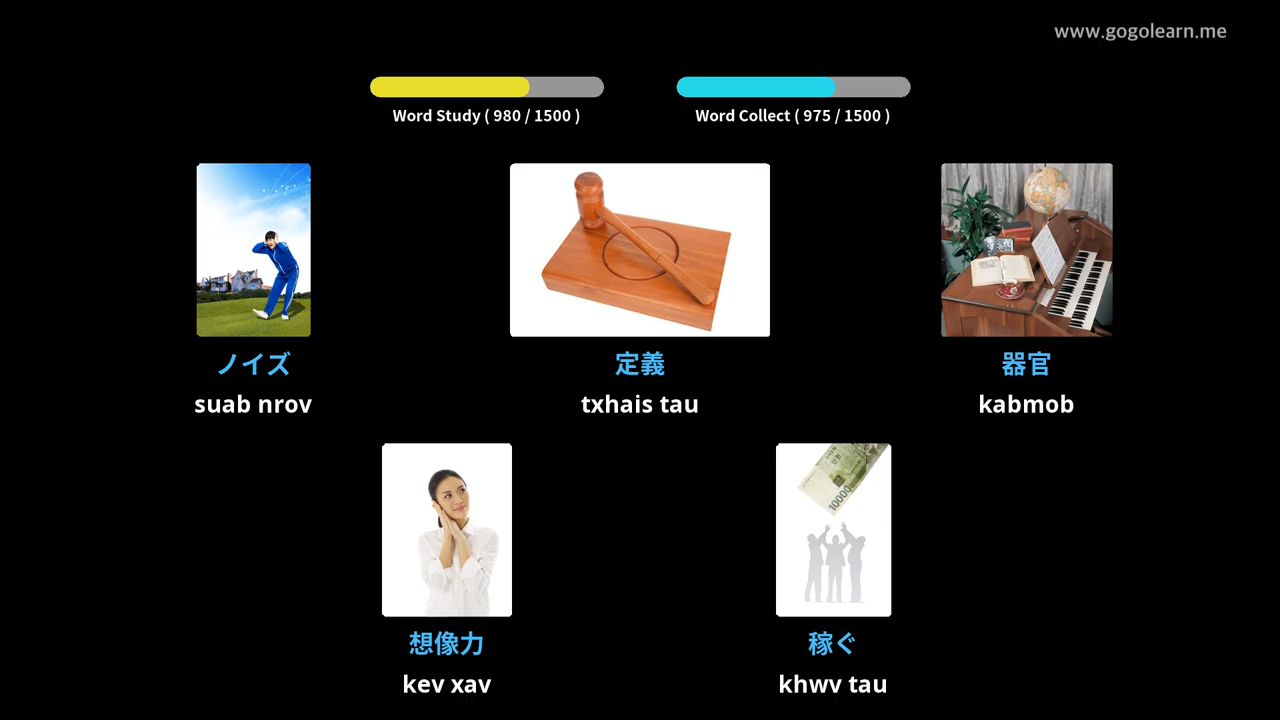 www.gogolearn.me
Word Study ( 980 / 1500 )
Word Collect ( 975 / 1500 )
ノイズ
定義
器官
suab nrov
txhais tau
kabmob
10000
想像力
稼ぐ
kev xav
khwv tau